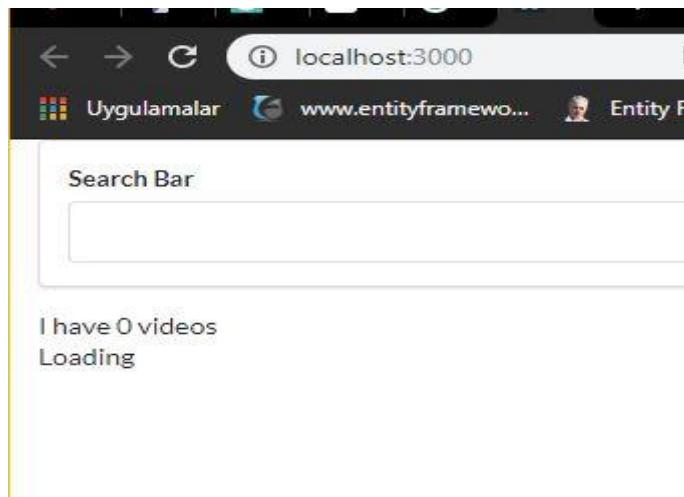 localhost:3000
Uygulamalar www.entityframewo... Entity F
Search Bar
I have 0 videos
Loading